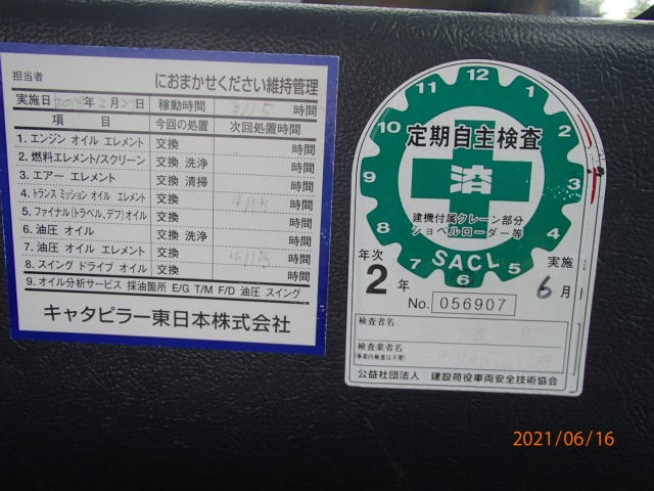 担当者 におまかせください維持管理
実施日 年2月2 日 稼動時間 時間
項 目 今回の処置 次回処置時間
1.エンジン オイル エレメント 交換 時間
2.燃料エレメント/スクリーン 交換 洗浄 時間
3.エアー エレメント 交換 清掃 時間
4.トランス ミッション オイル エレメント 交換 時間
5.ファイナル(トラベル、デフ)オイル 交換 時間
6.油圧 オイル 交換 洗浄 時間
7.油圧 オイル エレメント 交換 時間
8.スイング ドライブ オイル 交換 時間
9.オイル分析サービス 採油箇所 E/G T/M F/D 油圧 スイング
キャタピラー東日本株式会社
12
1
2
3
4
5
6
7
8
9
10
11
定期自主検査
溶
建機付属クレーン部分
ショベルローダー等
SACL
年次 実施
2年 6月
No. 056907
検査者名
検査業者名
(事業内検査は不要)
公益社団法人 建設荷役車両安全技術協会
2021/06/16